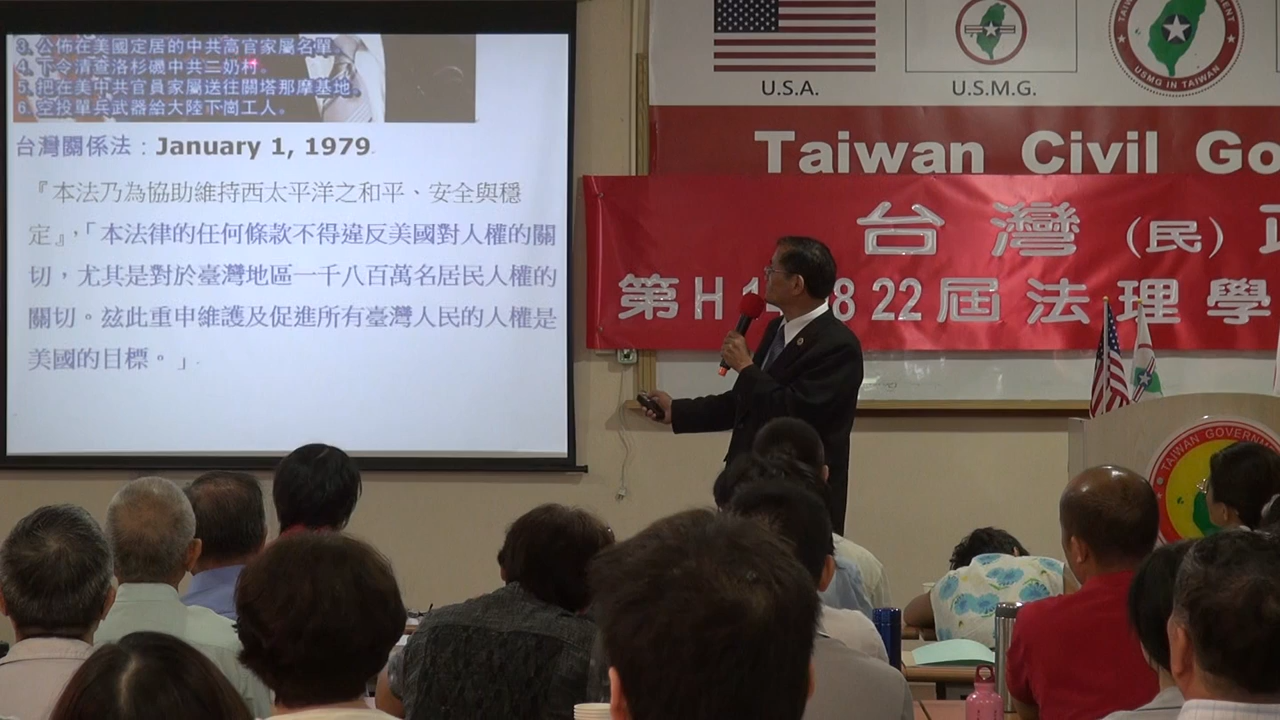 3、公佈在美國定居的中共高官家屬名單。
4、下令清查洛杉磯中共二奶村。
5、把在美中共官員家屬送往關塔那摩基地。
6、空投單兵武器給大陸下崗工人。
台灣關係法：January 1, 1979
『本法乃為協助維持西太平洋之和平、安全與穩
定』，「本法律的任何條款不得違反美國對人權的關
切，尤其是對於臺灣地區一千八百萬名居民人權的
關切。茲此重申維護及促進所有臺灣人民的人權是
美國的目標。」
U.S.A.
U.S.M.G.
USMG IN TAIWAN
Taiwan Civil Go
台灣（民）政
第H 8 22屆法理學
TAIWAN GOVERNMENT